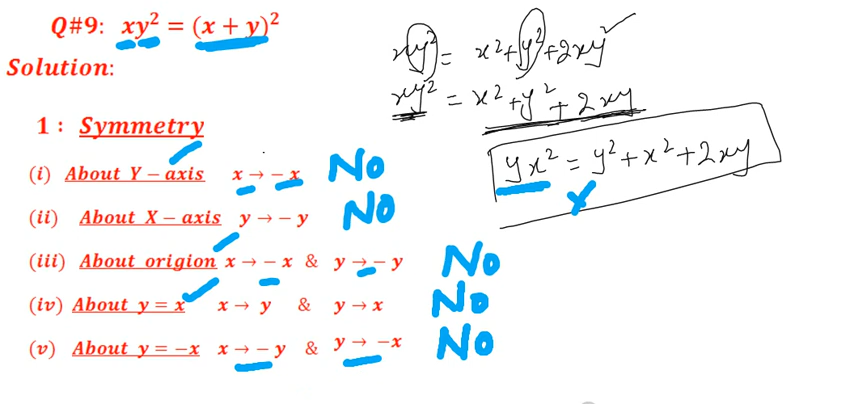 Q#9: xy² = (x + y)²
Solution:
xy² = x² + y² + 2xy
xy² = x² + y² + 2xy
yx² = y² + x² + 2xy
1 : Symmetry
(i) About Y − axis x → − x No
(ii) About X − axis y → − y No
(iii) About origion x → − x & y → − y No
(iv) About y = x x → y & y → x No
(v) About y = −x x → − y & y → −x No